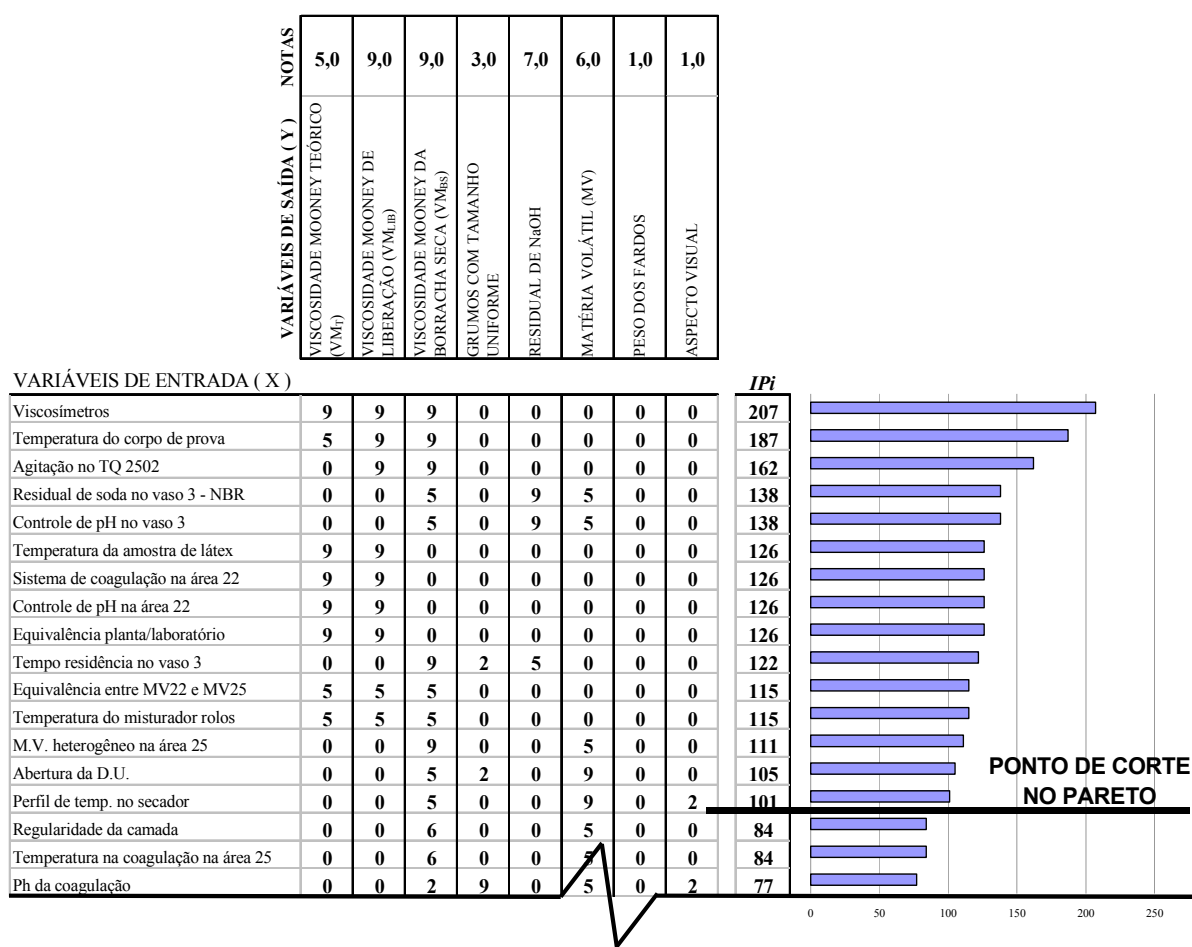 NOTAS 5,0 9,0 9,0 3,0 7,0 6,0 1,0 1,0
VARIÁVEIS DE SAÍDA ( Y )
VISCOSIDADE MOONEY TEÓRICO
(VMT)
VISCOSIDADE MOONEY DE
LIBERAÇÃO (VMLIB)
VISCOSIDADE MOONEY DA
BORRACHA SECA (VMBS)
GRUMOS COM TAMANHO
UNIFORME
RESIDUAL DE NaOH
MATÉRIA VOLÁTIL (MV)
PESO DOS FARDOS
ASPECTO VISUAL
VARIÁVEIS DE ENTRADA ( X ) IPi
Viscosímetros 9 9 9 0 0 0 0 0 207
Temperatura do corpo de prova 5 9 9 0 0 0 0 0 187
Agitação no TQ 2502 0 9 9 0 0 0 0 0 162
Residual de soda no vaso 3 - NBR 0 0 5 0 9 5 0 0 138
Controle de pH no vaso 3 0 0 5 0 9 5 0 0 138
Temperatura da amostra de látex 9 9 0 0 0 0 0 0 126
Sistema de coagulação na área 22 9 9 0 0 0 0 0 0 126
Controle de pH na área 22 9 9 0 0 0 0 0 0 126
Equivalência planta/laboratório 9 9 0 0 0 0 0 0 126
Tempo residência no vaso 3 0 0 9 2 5 0 0 0 122
Equivalência entre MV22 e MV25 5 5 5 0 0 0 0 0 115
Temperatura do misturador rolos 5 5 5 0 0 0 0 0 115
M.V. heterogêneo na área 25 0 0 9 0 0 5 0 0 111
Abertura da D.U. 0 0 5 2 0 9 0 0 105
PONTO DE CORTE
NO PARETO
Perfil de temp. no secador 0 0 5 0 0 9 0 2 101
Regularidade da camada 0 0 6 0 0 5 0 0 84
Temperatura na coagulação na área 25 0 0 6 0 0 5 0 0 84
Ph da coagulação 0 0 2 9 0 5 0 2 77
0 50 100 150 200 250